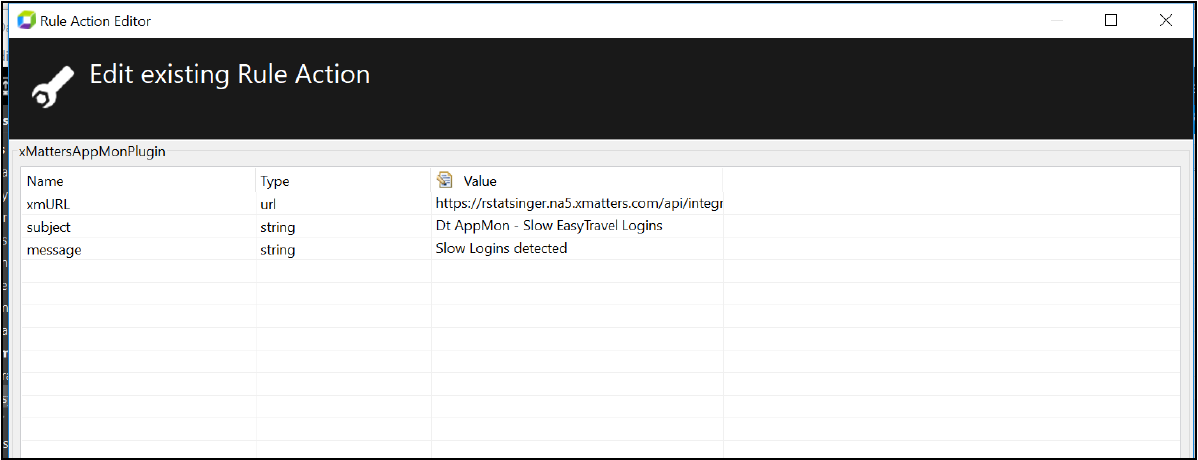 Rule Action Editor
Edit existing Rule Action
xMattersAppMonPlugin
Name Type Value
xmURL url https://rstatsinger.na5.xmatters.com/api/integr
subject string Dt AppMon - Slow EasyTravel Logins
message string Slow Logins detected